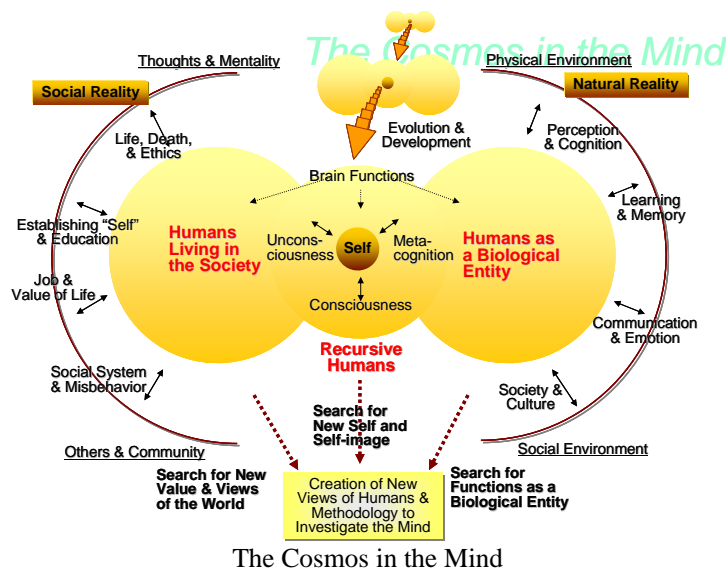 The Cosmos in the Mind
Thoughts & Mentality
Physical Environment
Social Reality
Natural Reality
Evolution &
Development
Life, Death,
& Ethics
Perception
& Cognition
Brain Functions
Learning
& Memory
Establishing “Self”
& Education
Humans
Living in
the Society
Uncons-
ciousness
Self
Meta-
cognition
Humans as
a Biological
Entity
Job &
Value of Life
Consciousness
Communication
& Emotion
Recursive
Humans
Social System
& Misbehavior
Society
& Culture
Search for
New Self and
Self-image
Others & Community
Social Environment
Search for New
Value & Views
of the World
Creation of New
Views of Humans &
Methodology to
Investigate the Mind
Search for
Functions as a
Biological Entity
The Cosmos in the Mind